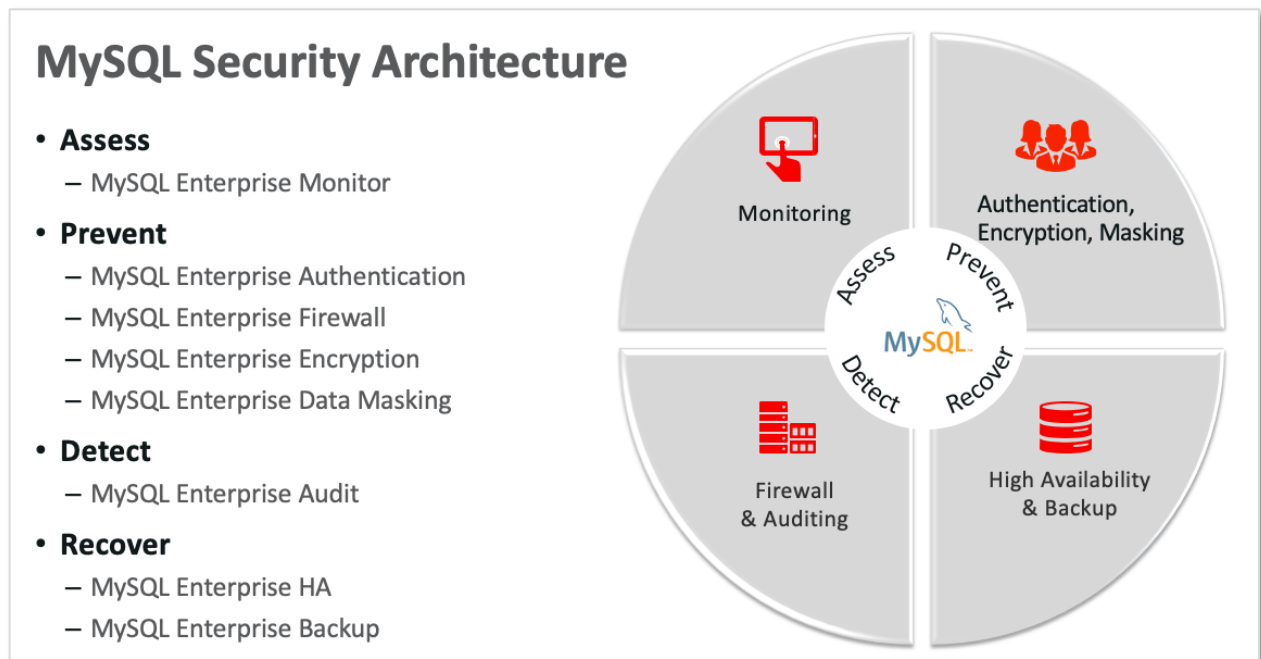 MySQL Security Architecture
• Assess
– MySQL Enterprise Monitor
• Prevent
– MySQL Enterprise Authentication
– MySQL Enterprise Firewall
– MySQL Enterprise Encryption
– MySQL Enterprise Data Masking
• Detect
– MySQL Enterprise Audit
• Recover
– MySQL Enterprise HA
– MySQL Enterprise Backup
Monitoring
Authentication,
Encryption, Masking
Assess
Prevent
MySQL™
Detect
Recover
Firewall
& Auditing
High Availability
& Backup